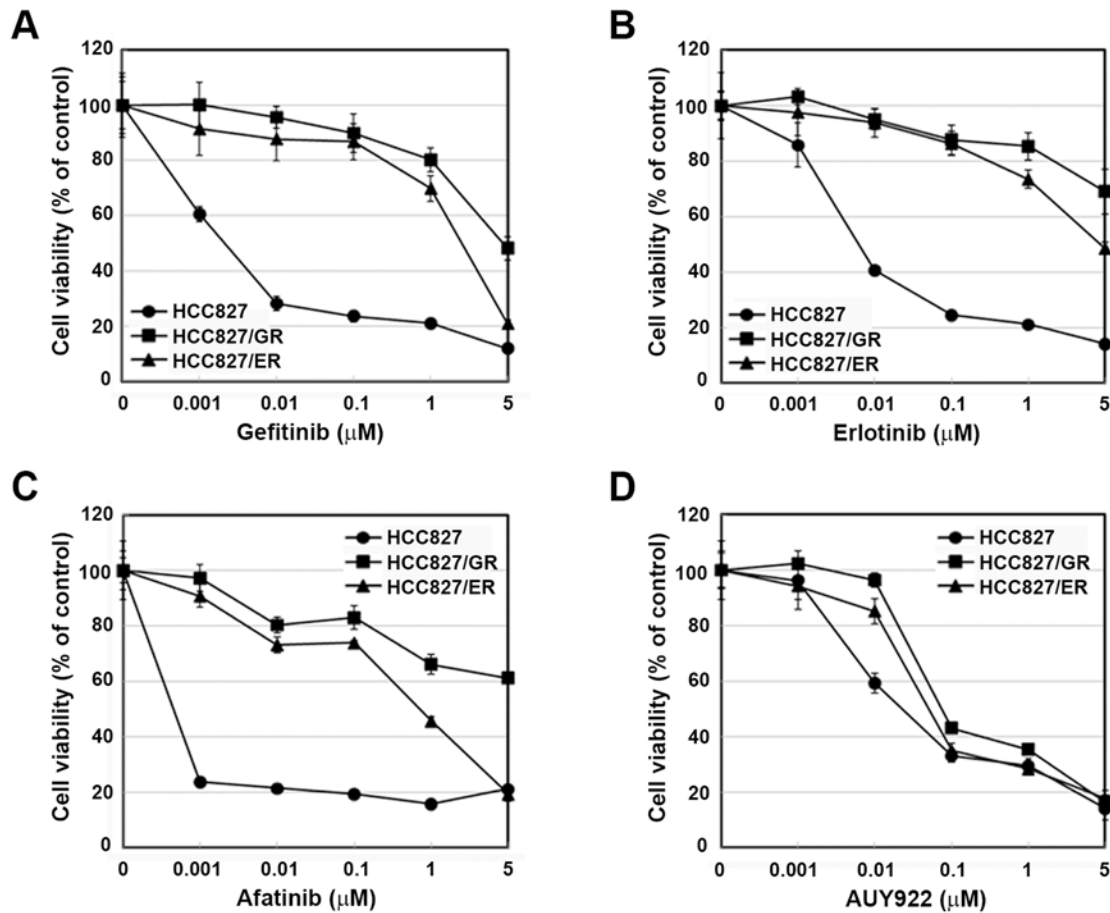 A
Cell viability (% of control)
120
100
80
60
40
20
0
HCC827
HCC827/GR
HCC827/ER
0 0.001 0.01 0.1 1 5
Gefitinib (μM)
B
Cell viability (% of control)
120
100
80
60
40
20
0
HCC827
HCC827/GR
HCC827/ER
0 0.001 0.01 0.1 1 5
Erlotinib (μM)
C
Cell viability (% of control)
120
100
80
60
40
20
0
HCC827
HCC827/GR
HCC827/ER
0 0.001 0.01 0.1 1 5
Afatinib (μM)
D
Cell viability (% of control)
120
100
80
60
40
20
0
HCC827
HCC827/GR
HCC827/ER
0 0.001 0.01 0.1 1 5
AUY922 (μM)